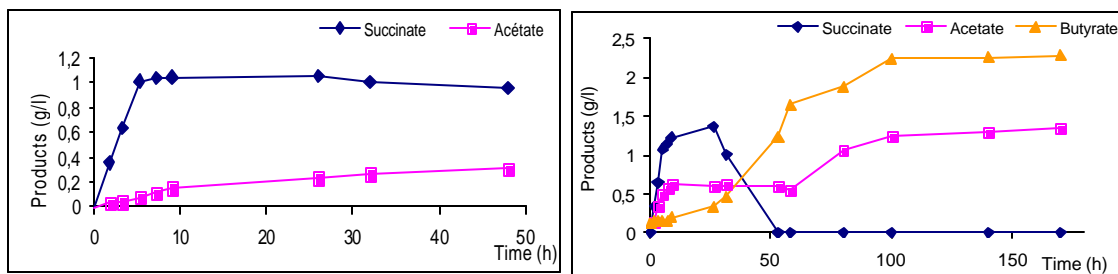 Succinate Acétate
1,2
1
0,8
0,6
0,4
0,2
0
Products (g/l)
0 10 20 30 40 50
Time (h)
Succinate Acetate Butyrate
2,5
2
1,5
1
0,5
0
Products (g/l)
0 50 100 150
Time (h)